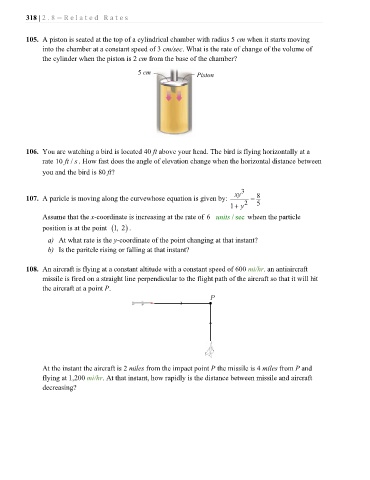 318 | 2 . 8 – R e l a t e d R a t e s
105. A piston is seated at the top of a cylindrical chamber with radius 5 cm when it starts moving
into the chamber at a constant speed of 3 cm/sec. What is the rate of change of the volume of
the cylinder when the piston is 2 cm from the base of the chamber?
5 cm
Piston
106. You are watching a bird is located 40 ft above your head. The bird is flying horizontally at a
rate 10 ft / s. How fast does the angle of elevation change when the horizontal distance between
you and the bird is 80 ft?
107. A paricle is moving along the curvewhose equation is given by: xy³/(1 + y²) = 8/5
Assume that the x-coordinate is increasing at the rate of 6 units / sec wheen the particle
position is at the point (1, 2).
a) At what rate is the y-coordinate of the point changing at that instant?
b) Is the paritcle rising or falling at that instant?
108. An aircraft is flying at a constant altitude with a constant speed of 600 mi/hr. an antiaircraft
missile is fired on a straight line perpendicular to the flight path of the aircraft so that it will hit
the aircraft at a point P.
P
At the instant the aircraft is 2 miles from the impact point P the missile is 4 miles from P and
flying at 1,200 mi/hr. At that instant, how rapidly is the distance between missile and aircraft
decreasing?